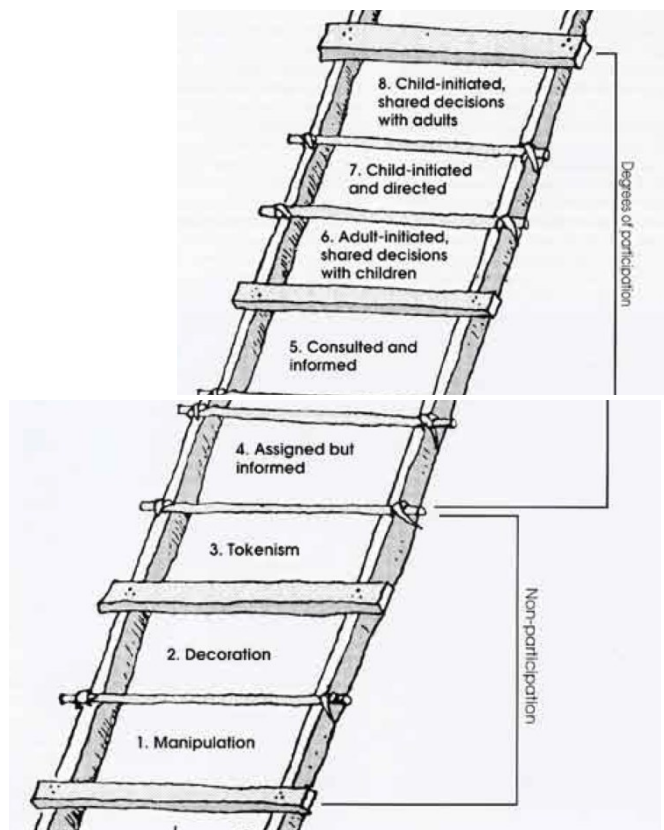 8. Child-initiated,
shared decisions
with adults
7. Child-initiated
and directed
6. Adult-initiated,
shared decisions
with children
5. Consulted and
informed
Degrees of participation
4. Assigned but
informed
3. Tokenism
2. Decoration
1. Manipulation
Non-participation